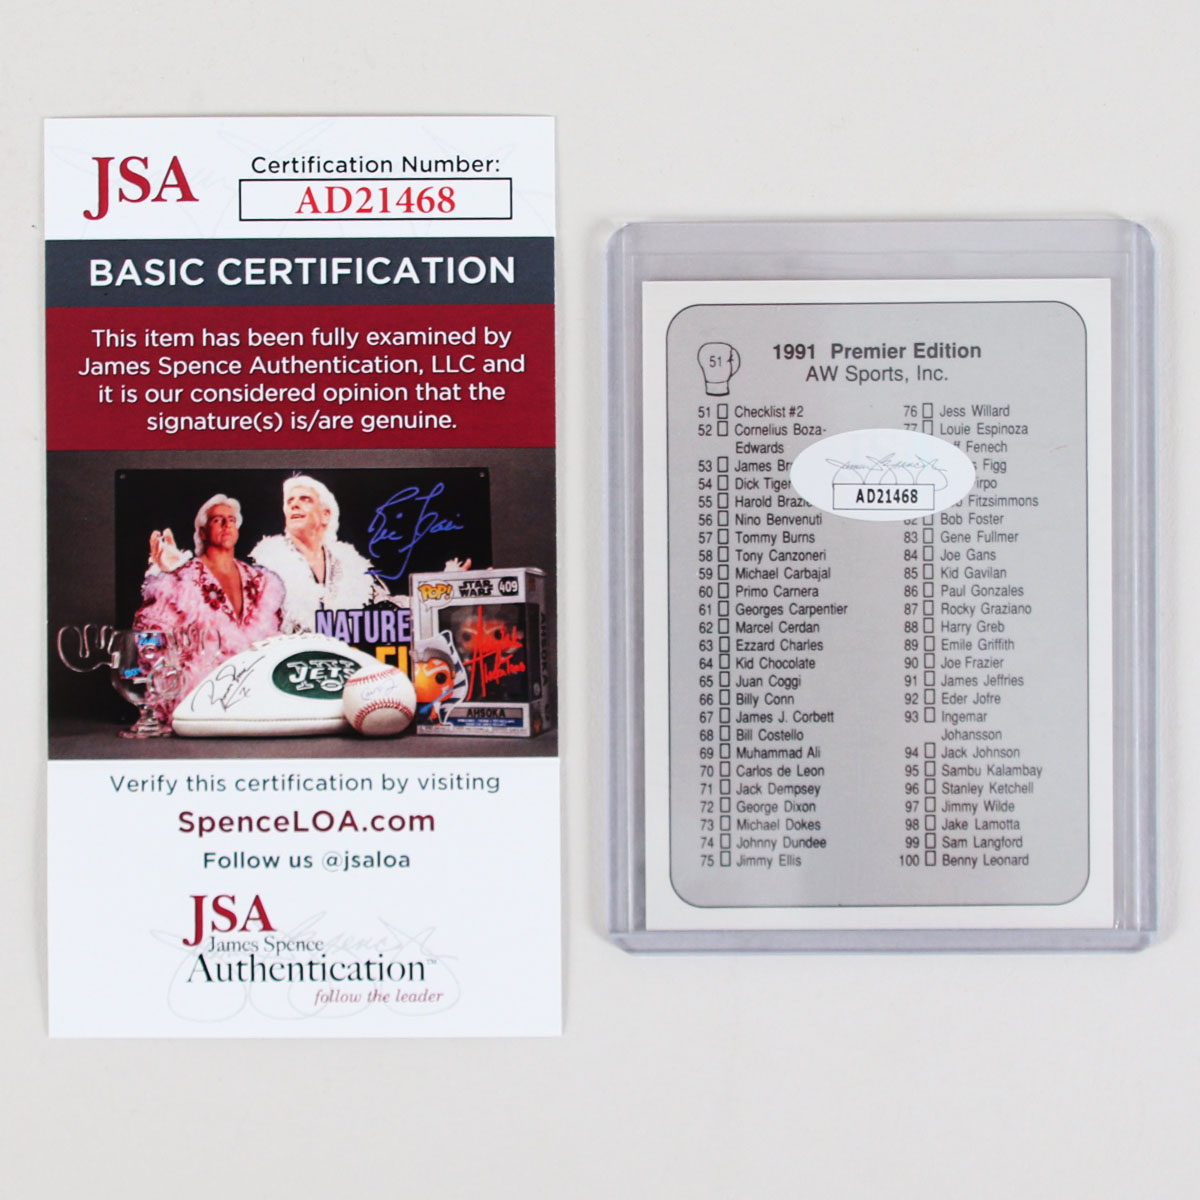 JSA
Certification Number:
AD21468
BASIC CERTIFICATION
This item has been fully examined by
James Spence Authentication, LLC and
it is our considered opinion that the
signature(s) is/are genuine.
NATURE
POP!
STAR WARS
409
JETS
AHSOKA
AHSOKA
Verify this certification by visiting
SpenceLOA.com
Follow us @jsaloa
JSA
James Spence
Authentication™
follow the leader
51
1991 Premier Edition
AW Sports, Inc.
51 Checklist #2
52 Cornelius Boza-
Edwards
53 James
54 Dick Tiger
55 Harold
56 Nino Benvenuti
57 Tommy Burns
58 Tony Canzoneri
59 Michael Carbajal
60 Primo Carnera
61 Georges Carpentier
62 Marcel Cerdan
63 Ezzard Charles
64 Kid Chocolate
65 Juan Coggi
66 Billy Conn
67 James J. Corbett
68 Bill Costello
69 Muhammad Ali
70 Carlos de Leon
71 Jack Dempsey
72 George Dixon
73 Michael Dokes
74 Johnny Dundee
75 Jimmy Ellis
76 Jess Willard
77 Louie Espinoza
Fenech
Figg
Fitzsimmons
82 Bob Foster
83 Gene Fullmer
84 Joe Gans
85 Kid Gavilan
86 Paul Gonzales
87 Rocky Graziano
88 Harry Greb
89 Emile Griffith
90 Joe Frazier
91 James Jeffries
92 Eder Jofre
93 Ingemar
Johansson
94 Jack Johnson
95 Sambu Kalambay
96 Stanley Ketchell
97 Jimmy Wilde
98 Jake Lamotta
99 Sam Langford
100 Benny Leonard
AD21468